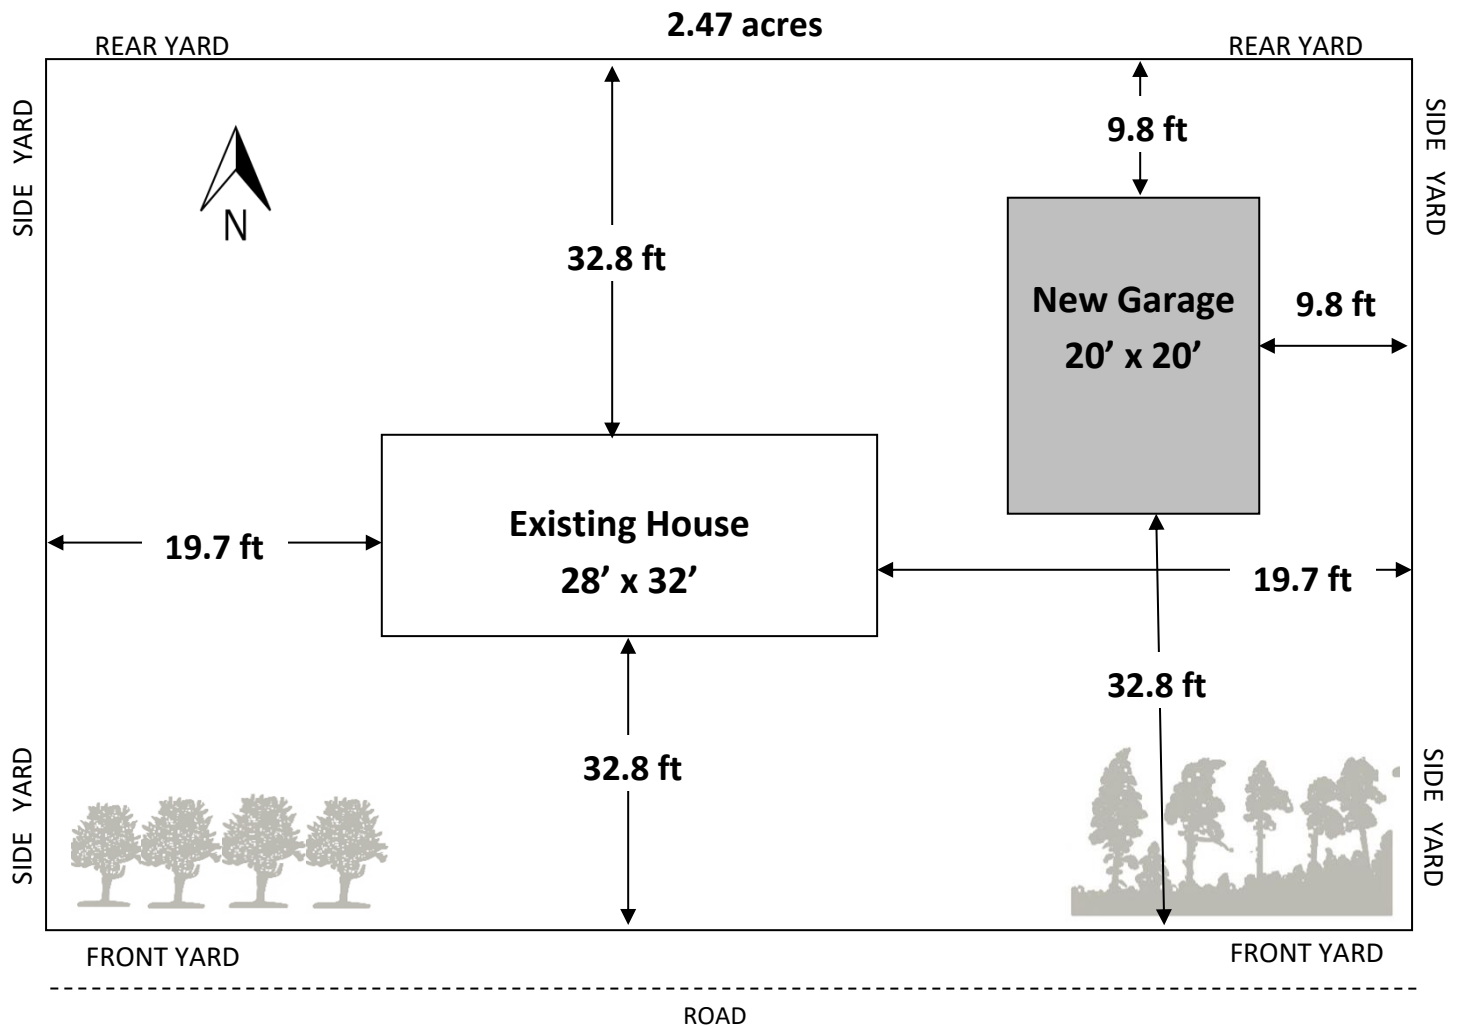 2.47 acres
REAR YARD
REAR YARD
SIDE YARD
SIDE YARD
9.8 ft
N
32.8 ft
New Garage
20’ x 20’
9.8 ft
Existing House
28’ x 32’
19.7 ft
19.7 ft
32.8 ft
32.8 ft
SIDE YARD
SIDE YARD
FRONT YARD
FRONT YARD
ROAD